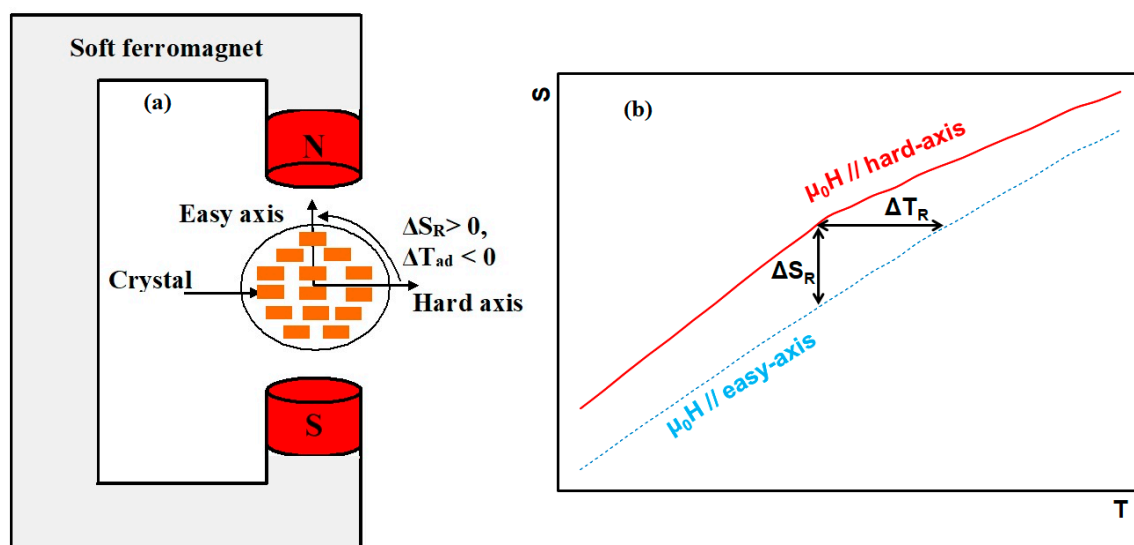 Soft ferromagnet
(a)
N
Easy axis
ΔS_R> 0,
ΔT_ad < 0
Crystal
Hard axis
S
S
(b)
μ₀H // hard-axis
ΔT_R
ΔS_R
μ₀H // easy-axis
T